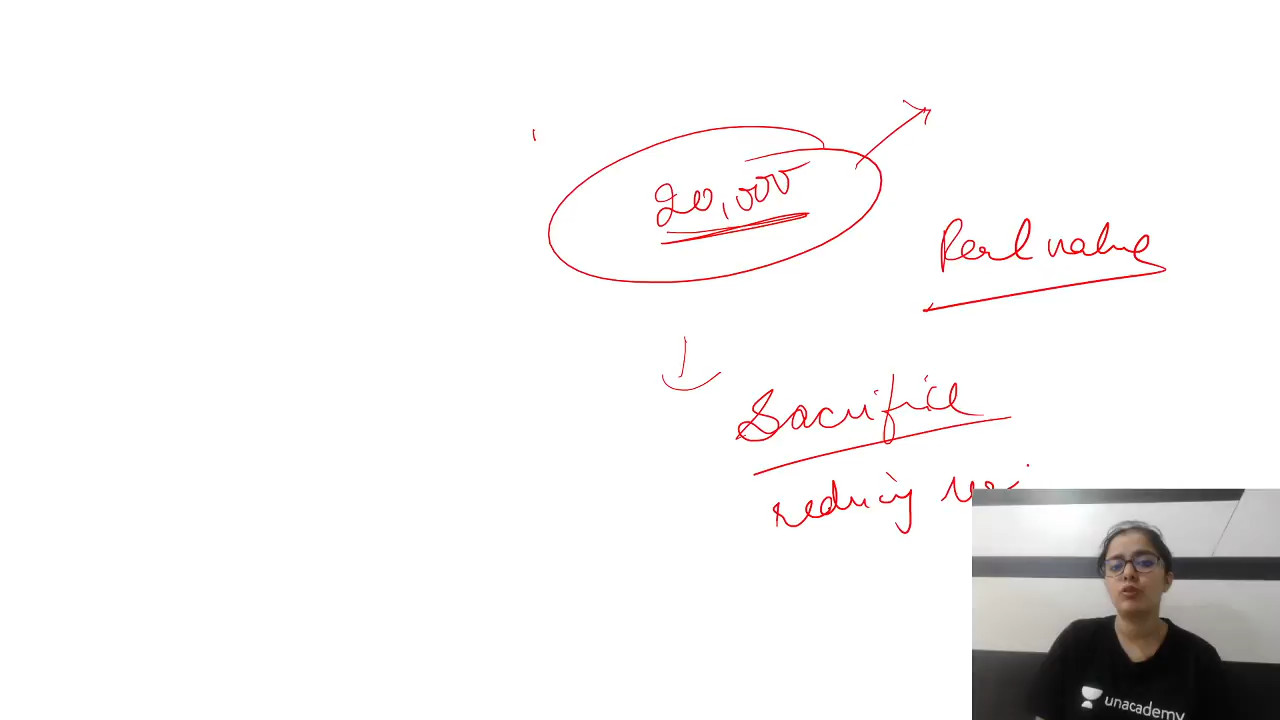 20,000
Real value
Sacrifice
reducing
unacademy